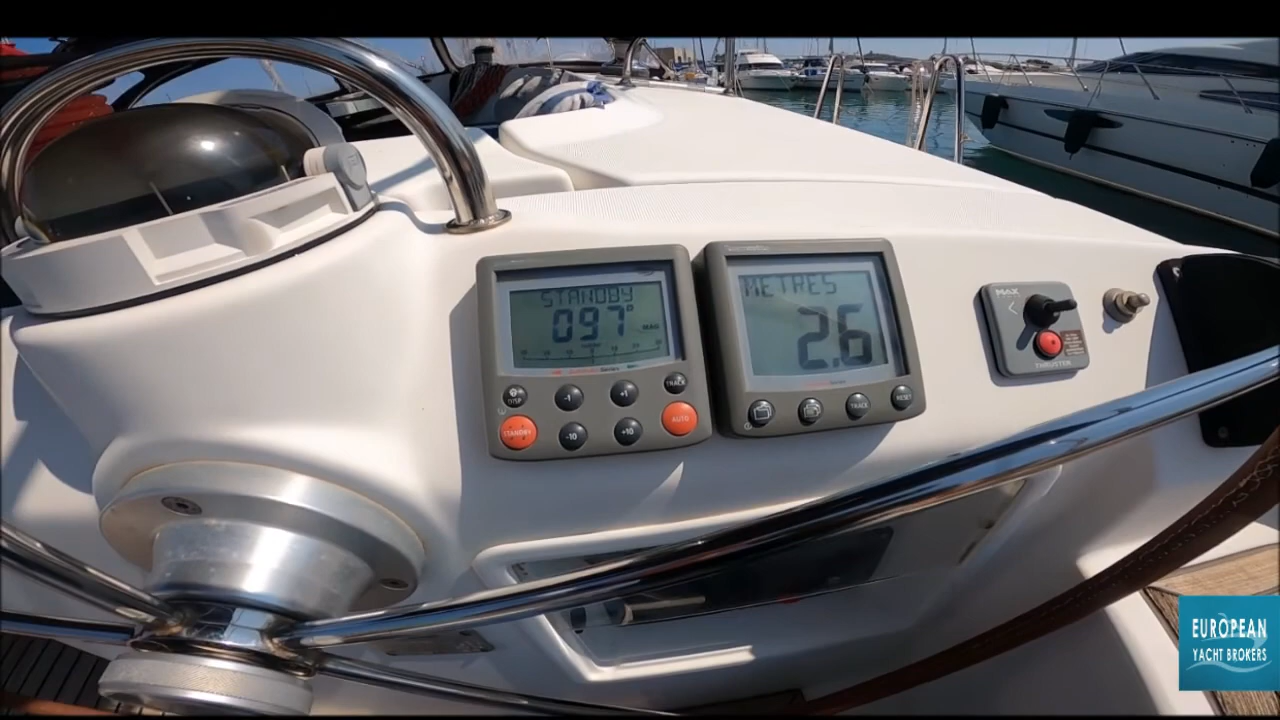 STANDBY
097°
MAG
DISP
-1
+1
TRACK
STANDBY
-10
+10
AUTO
METRES
2.6
TRACK
RESET
MAX
THRUSTER
EUROPEAN
YACHT BROKERS